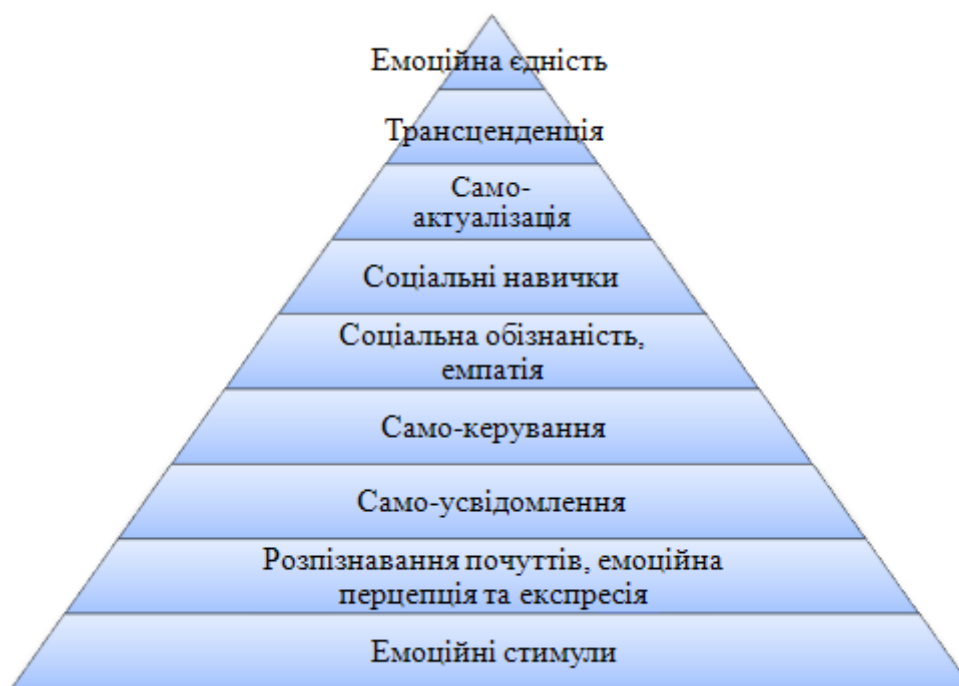 Емоційна єдність
Трансценденція
Само-
актуалізація
Соціальні навички
Соціальна обізнаність,
емпатія
Само-керування
Само-усвідомлення
Розпізнавання почуттів, емоційна
перцепція та експресія
Емоційні стимули